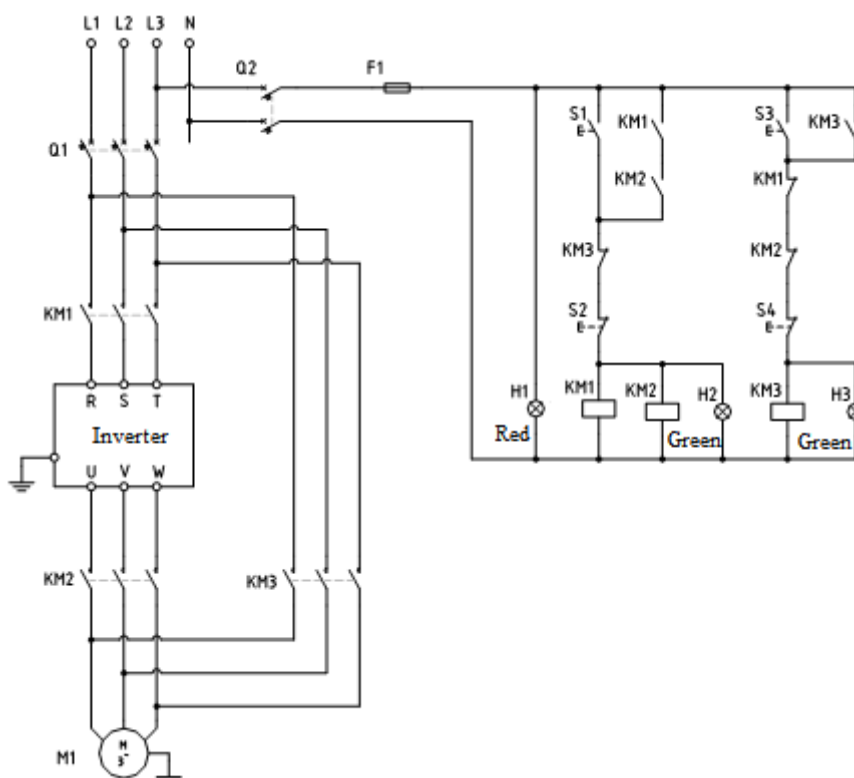 L1 L2 L3 N
Q2 F1
S1 KM1 S3 KM3
Q1
KM2 KM1
KM3 KM2
KM1 S2 S4
R S T
H1 KM1 KM2 H2 KM3 H3
Inverter Red Green Green
U V W
KM2 KM3
M1 M
3~